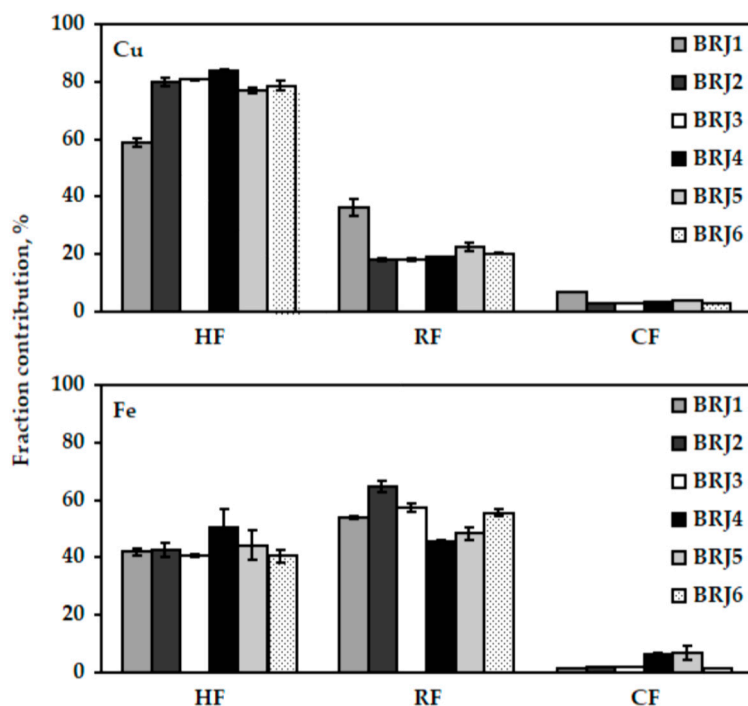 Fraction contribution, %
100
80
60
40
20
0
Cu
BRJ1
BRJ2
BRJ3
BRJ4
BRJ5
BRJ6
HF RF CF
100
80
60
40
20
0
Fe
BRJ1
BRJ2
BRJ3
BRJ4
BRJ5
BRJ6
HF RF CF